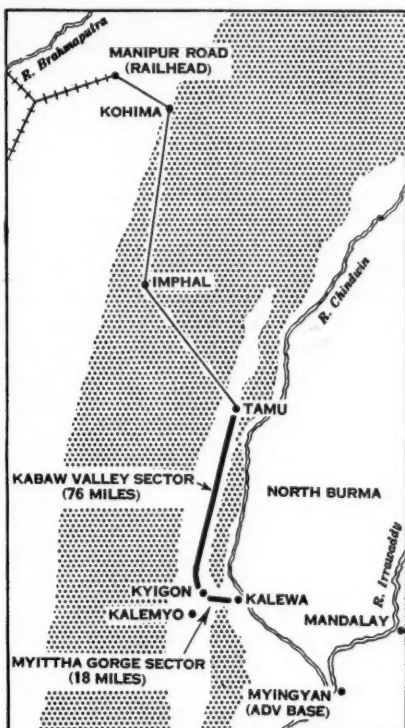 R. Brahmaputra
MANIPUR ROAD
(RAILHEAD)
KOHIMA
IMPHAL
R. Chindwin
TAMU
KABAW VALLEY SECTOR
(76 MILES)
NORTH BURMA
R. Irrawaddy
KYIGON
KALEWA
KALEMYO
MANDALAY
MYITTHA GORGE SECTOR
(18 MILES)
MYINGYAN
(ADV BASE)